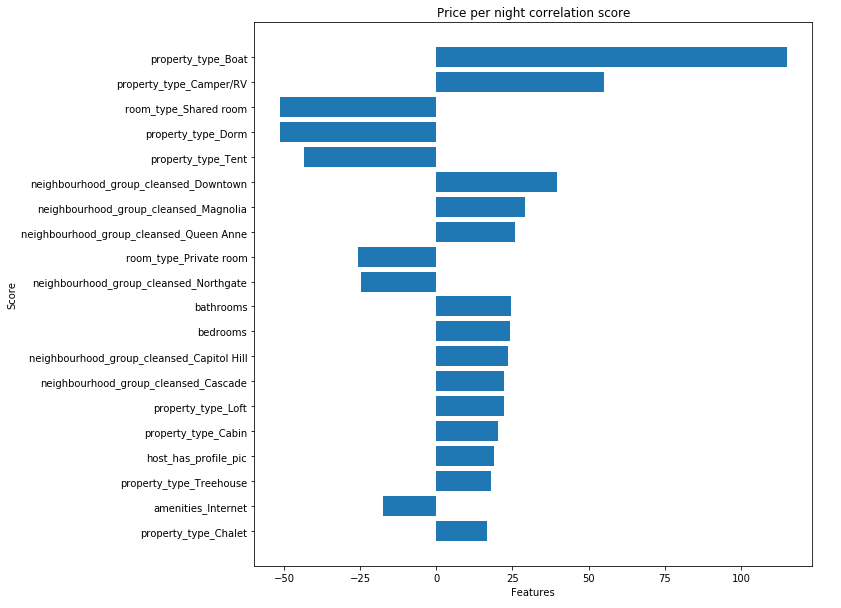 Price per night correlation score
property_type_Boat
property_type_Camper/RV
room_type_Shared room
property_type_Dorm
property_type_Tent
neighbourhood_group_cleansed_Downtown
neighbourhood_group_cleansed_Magnolia
neighbourhood_group_cleansed_Queen Anne
room_type_Private room
neighbourhood_group_cleansed_Northgate
Score
bathrooms
bedrooms
neighbourhood_group_cleansed_Capitol Hill
neighbourhood_group_cleansed_Cascade
property_type_Loft
property_type_Cabin
host_has_profile_pic
property_type_Treehouse
amenities_Internet
property_type_Chalet
−50 −25 0 25 50 75 100
Features